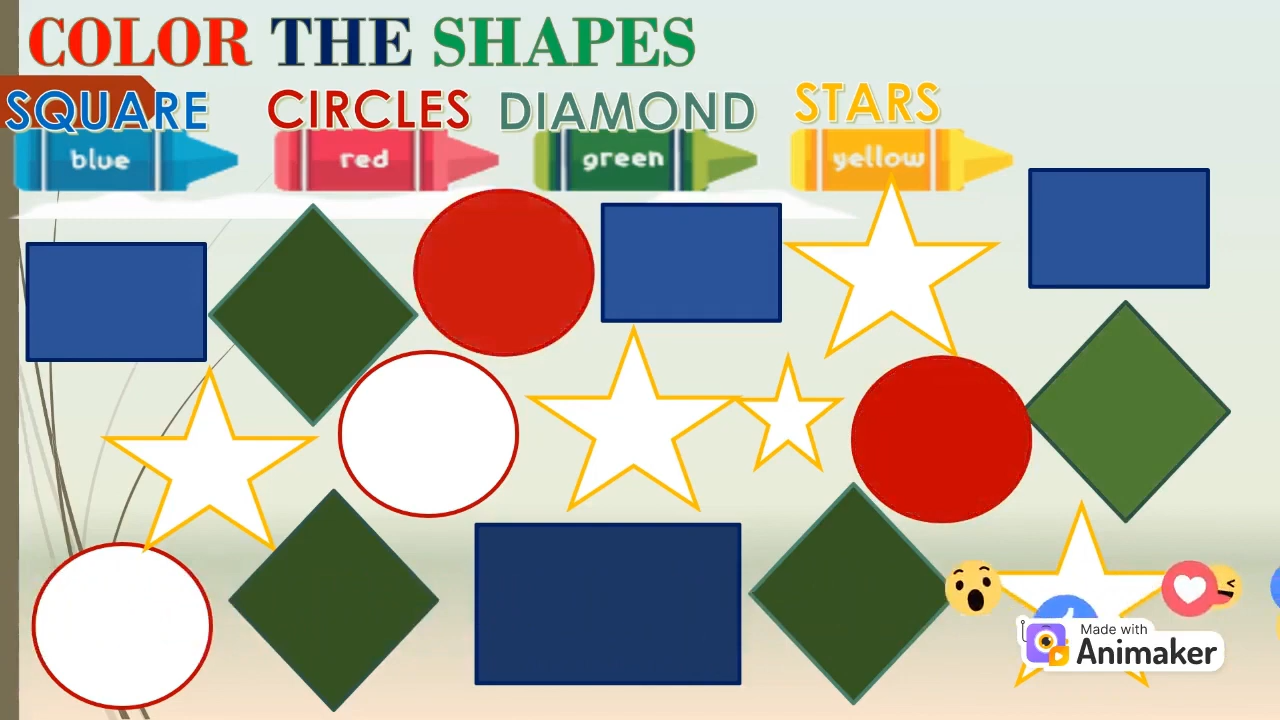 COLOR THE SHAPES
SQUARE CIRCLES DIAMOND STARS
blue red green yellow
Made with
Animaker